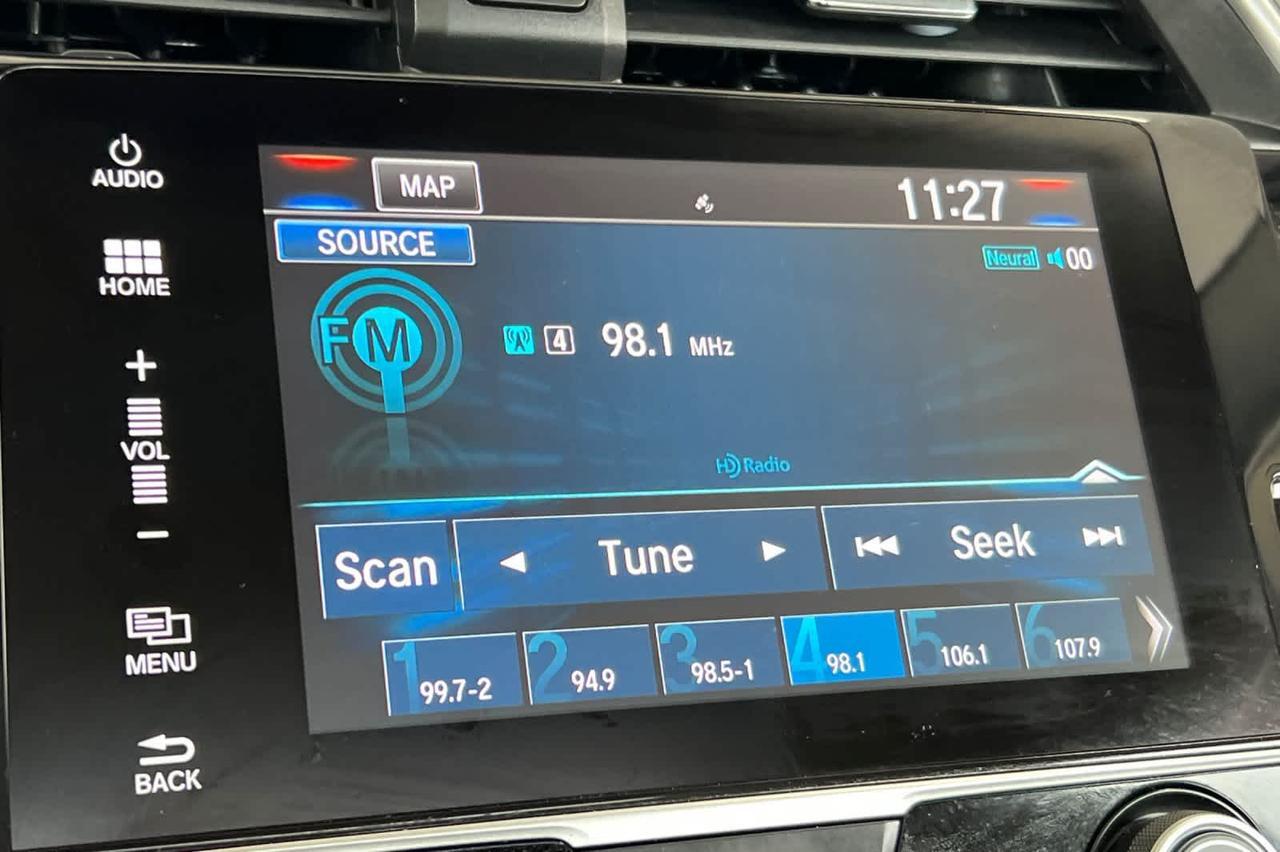 AUDIO
HOME
+
VOL
−
MENU
BACK
MAP
11:27
SOURCE
Neural 00
FM
4 98.1 MHz
HD Radio
Scan
Tune
Seek
1 99.7-2
2 94.9
3 98.5-1
4 98.1
5 106.1
6 107.9